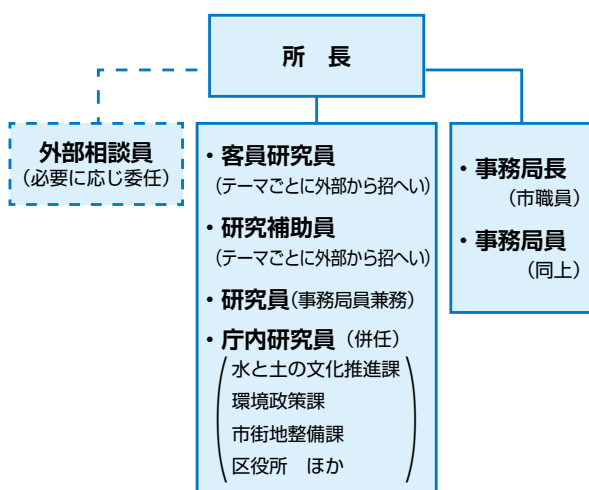 所　長
外部相談員
（必要に応じ委任）
・客員研究員
（テーマごとに外部から招へい）
・研究補助員
（テーマごとに外部から招へい）
・研究員（事務局員兼務）
・庁内研究員（併任）
水と土の文化推進課
環境政策課
市街地整備課
区役所　ほか
・事務局長
（市職員）
・事務局員
（同上）